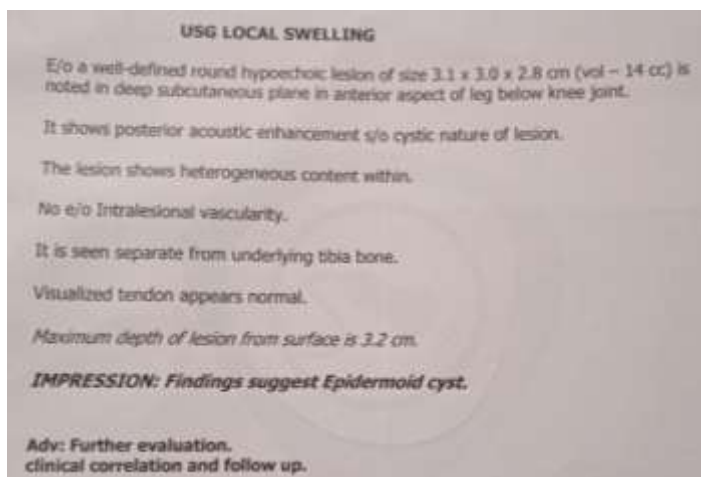 USG LOCAL SWELLING
E/o a well-defined round hypoechoic lesion of size 3.1 x 3.0 x 2.8 cm (vol – 14 cc) is
noted in deep subcutaneous plane in anterior aspect of leg below knee joint.
It shows posterior acoustic enhancement s/o cystic nature of lesion.
The lesion shows heterogeneous content within.
No e/o Intralesional vascularity.
It is seen separate from underlying tibia bone.
Visualized tendon appears normal.
Maximum depth of lesion from surface is 3.2 cm.
IMPRESSION: Findings suggest Epidermoid cyst.
Adv: Further evaluation.
clinical correlation and follow up.